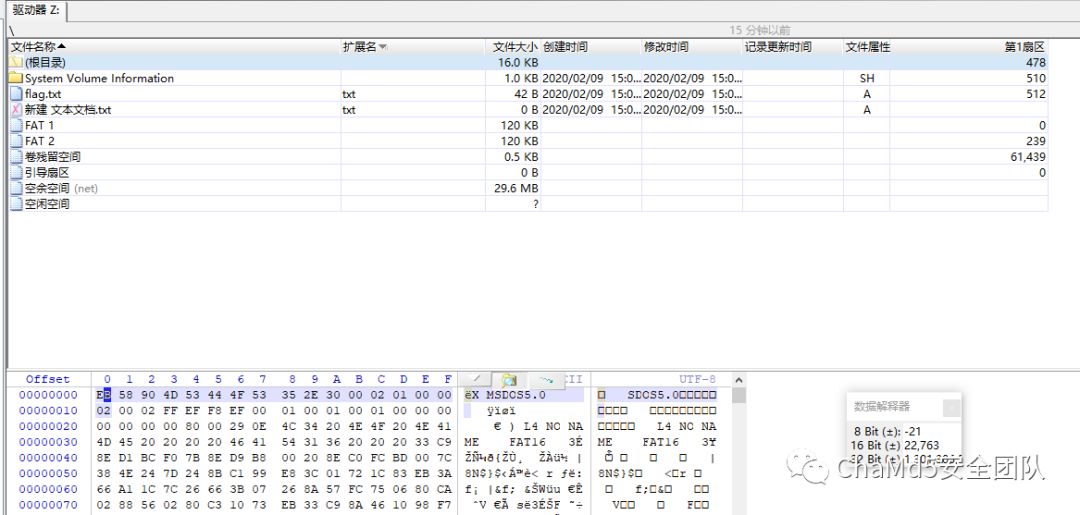 驱动器 Z:
\
15 分钟以前
文件名称 扩展名 文件大小 创建时间 修改时间 记录更新时间 文件属性 第1扇区
(根目录) 16.0 KB 478
System Volume Information 1.0 KB 2020/02/09 15:0... 2020/02/09 15:0... SH 510
flag.txt txt 42 B 2020/02/09 15:0... 2020/02/09 15:0... A 512
新建 文本文档.txt txt 0 B 2020/02/09 15:0... 2020/02/09 15:0... A
FAT 1 120 KB 0
FAT 2 120 KB 239
卷残留空间 0.5 KB 61,439
引导扇区 0 B 0
空余空间 (net) 29.6 MB
空闲空间 ?
Offset 0 1 2 3 4 5 6 7 8 9 A B C D E F UTF-8
00000000 EB 58 90 4D 53 44 4F 53 35 2E 30 00 02 01 00 00 ëX MSDOS5.0
00000010 02 00 02 FF EF F8 EF 00 01 00 01 00 01 00 00 00 ÿïøï
00000020 00 00 00 00 80 00 29 0E 4C 34 20 4E 4F 20 4E 41 € ) L4 NO NA L4 NO NA
00000030 4D 45 20 20 20 20 46 41 54 31 36 20 20 20 33 C9 ME FAT16 3É ME FAT16 3
00000040 8E D1 BC F0 7B 8E D9 B8 00 20 8E C0 FC BD 00 7C
00000050 38 4E 24 7D 24 8B C1 99 E8 3C 01 72 1C 83 EB 3A
00000060 66 A1 1C 7C 26 66 3B 07 26 8A 57 FC 75 06 80 CA
00000070 02 88 56 02 80 C3 10 73 EB 33 C9 8A 46 10 98 F7
数据解释器
8 Bit (±): -21
16 Bit (±) 22,763
32 Bit (±)
ChaMd5安全团队